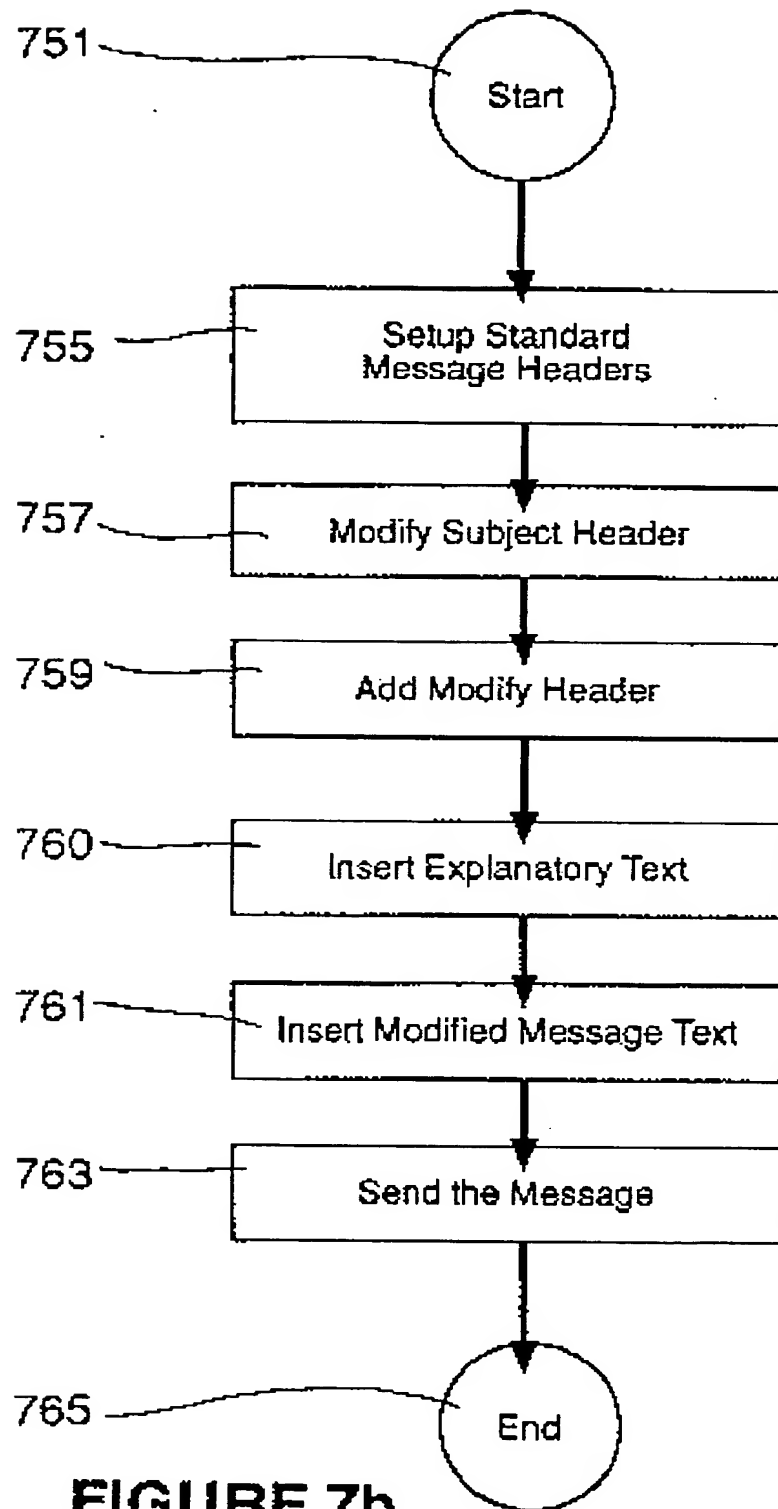 751
Start
755
Setup Standard
Message Headers
757
Modify Subject Header
759
Add Modify Header
760
Insert Explanatory Text
761
Insert Modified Message Text
763
Send the Message
765
End
FIGURE 7b